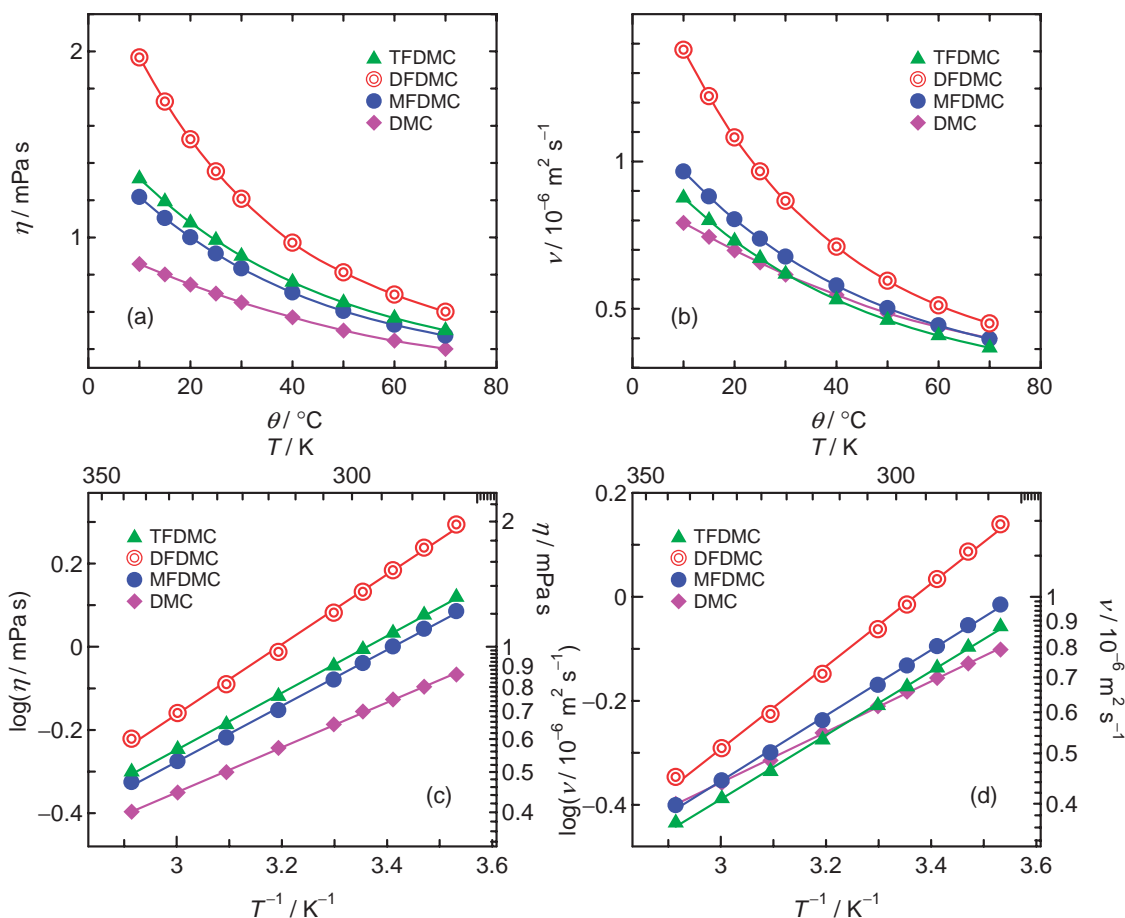 2
1
η / mPa s
TFDMC
DFDMC
MFDMC
DMC
(a)
0 20 40 60 80
θ / °C
1
0.5
ν / 10⁻⁶ m² s⁻¹
TFDMC
DFDMC
MFDMC
DMC
(b)
0 20 40 60 80
θ / °C
T / K
350 300
0.2
0
−0.2
−0.4
log(η / mPa s)
TFDMC
DFDMC
MFDMC
DMC
2
1
0.9
0.8
0.7
0.6
0.5
0.4
η / mPa s
(c)
3 3.2 3.4 3.6
T⁻¹ / K⁻¹
T / K
350 300
0.2
0
−0.2
−0.4
log(ν / 10⁻⁶ m² s⁻¹)
TFDMC
DFDMC
MFDMC
DMC
1
0.9
0.8
0.7
0.6
0.5
0.4
ν / 10⁻⁶ m² s⁻¹
(d)
3 3.2 3.4 3.6
T⁻¹ / K⁻¹